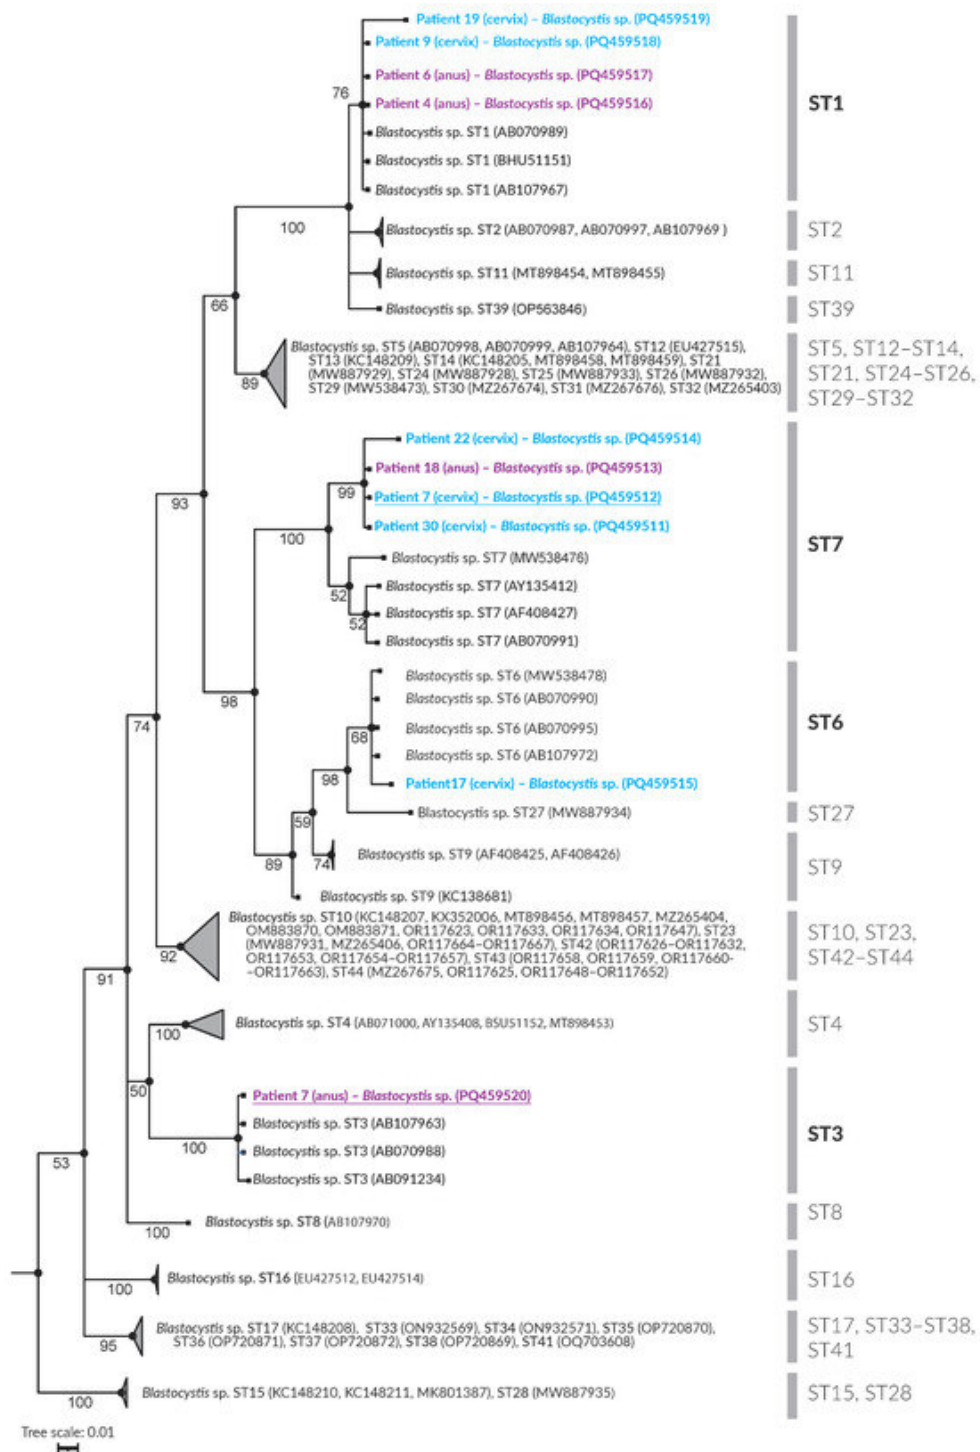 Patient 19 (cervix) – Blastocystis sp. (PQ459519)
Patient 9 (cervix) – Blastocystis sp. (PQ459518)
Patient 6 (anus) – Blastocystis sp. (PQ459517)
76
ST1
Patient 4 (anus) – Blastocystis sp. (PQ459516)
Blastocystis sp. ST1 (AB070989)
Blastocystis sp. ST1 (BHU51151)
Blastocystis sp. ST1 (AB107967)
100
Blastocystis sp. ST2 (AB070987, AB070997, AB107969 )
ST2
Blastocystis sp. ST11 (MT898454, MT898455)
ST11
66
Blastocystis sp. ST39 (OP563846)
ST39
Blastocystis sp. ST5 (AB070998, AB070999, AB107964), ST12 (EU427515),
ST13 (KC148209), ST14 (KC148205, MT898458, MT898459), ST21
(MW887929), ST24 (MW887928), ST25 (MW887933), ST26 (MW887932),
ST29 (MW538473), ST30 (MZ267674), ST31 (MZ267676), ST32 (MZ265403)
89
ST5, ST12–ST14,
ST21, ST24–ST26,
ST29–ST32
Patient 22 (cervix) – Blastocystis sp. (PQ459514)
Patient 18 (anus) – Blastocystis sp. (PQ459513)
99
Patient 7 (cervix) – Blastocystis sp. (PQ459512)
93
Patient 30 (cervix) – Blastocystis sp. (PQ459511)
100
ST7
Blastocystis sp. ST7 (MW538476)
Blastocystis sp. ST7 (AY135412)
52
Blastocystis sp. ST7 (AF408427)
52
Blastocystis sp. ST7 (AB070991)
Blastocystis sp. ST6 (MW538478)
98
Blastocystis sp. ST6 (AB070990)
74
Blastocystis sp. ST6 (AB070995)
68
ST6
Blastocystis sp. ST6 (AB107972)
98
Patient17 (cervix) – Blastocystis sp. (PQ459515)
Blastocystis sp. ST27 (MW887934)
ST27
59
Blastocystis sp. ST9 (AF408425, AF408426)
89
74
ST9
Blastocystis sp. ST9 (KC138681)
Blastocystis sp. ST10 (KC148207, KX352006, MT898456, MT898457, MZ265404,
OM883870, OM883871, OR117623, OR117633, OR117634, OR117647), ST23
(MW887931, MZ265406, OR117664–OR117667), ST42 (OR117626–OR117632,
OR117653, OR117654–OR117657), ST43 (OR117658, OR117659, OR117660-
–OR117663), ST44 (MZ267675, OR117625, OR117648–OR117652)
92
ST10, ST23,
ST42–ST44
91
Blastocystis sp. ST4 (AB071000, AY135408, BSU51152, MT898453)
100
ST4
50
Patient 7 (anus) – Blastocystis sp. (PQ459520)
Blastocystis sp. ST3 (AB107963)
100
ST3
Blastocystis sp. ST3 (AB070988)
53
Blastocystis sp. ST3 (AB091234)
Blastocystis sp. ST8 (AB107970)
100
ST8
Blastocystis sp. ST16 (EU427512, EU427514)
100
ST16
Blastocystis sp. ST17 (KC148208), ST33 (ON932569), ST34 (ON932571), ST35 (OP720870),
ST36 (OP720871), ST37 (OP720872), ST38 (OP720869), ST41 (OQ703608)
95
ST17, ST33–ST38,
ST41
Blastocystis sp. ST15 (KC148210, KC148211, MK801387), ST28 (MW887935)
100
ST15, ST28
Tree scale: 0.01